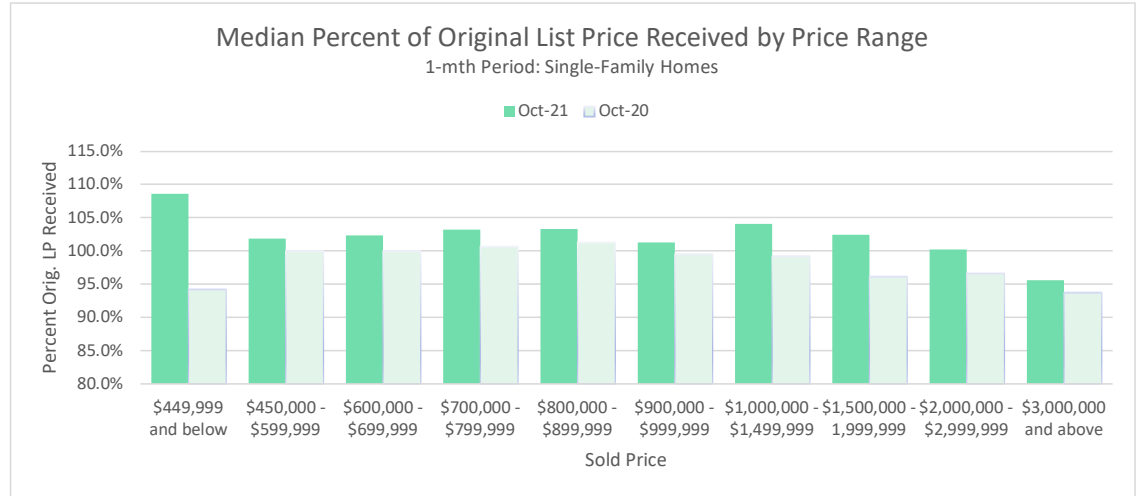 Median Percent of Original List Price Received by Price Range
1-mth Period: Single-Family Homes
Oct-21 Oct-20
Percent Orig. LP Received
115.0%
110.0%
105.0%
100.0%
95.0%
90.0%
85.0%
80.0%
$449,999 $450,000 - $600,000 - $700,000 - $800,000 - $900,000 - $1,000,000 - $1,500,000 - $2,000,000 - $3,000,000
and below $599,999 $699,999 $799,999 $899,999 $999,999 $1,499,999 1,999,999 $2,999,999 and above
Sold Price